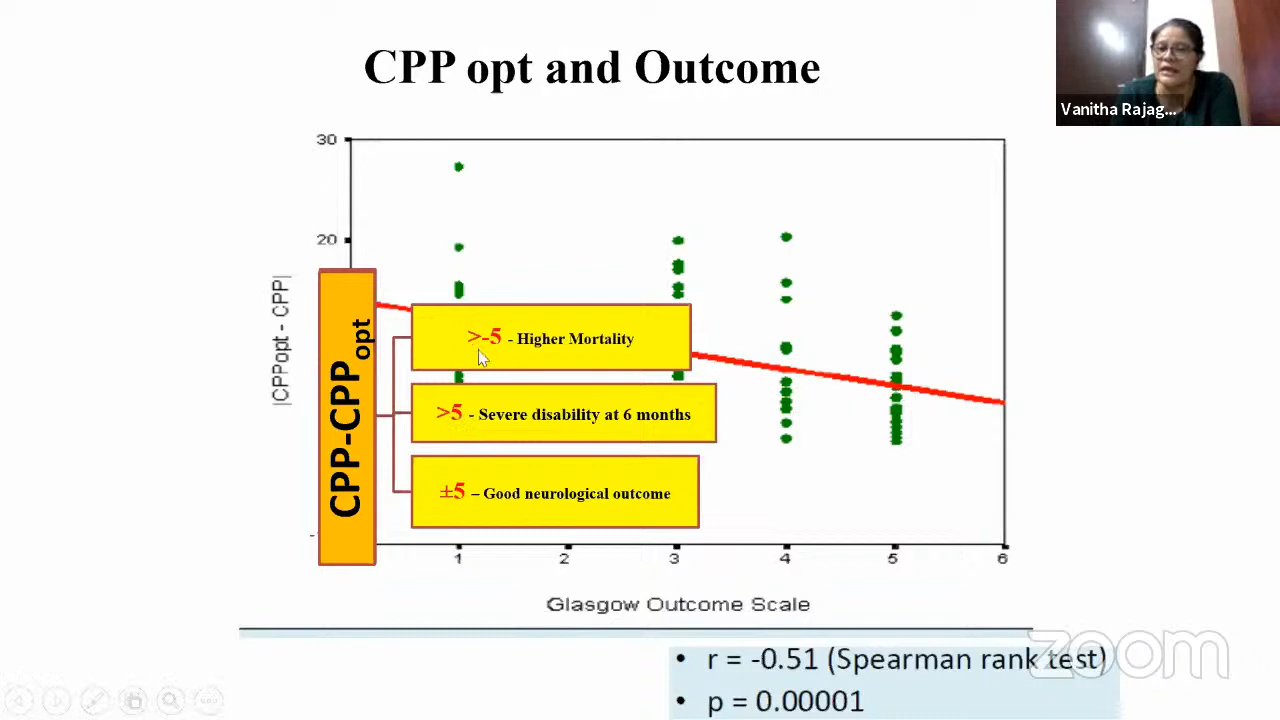 CPP opt and Outcome
Vanitha Rajag...
30
20
|CPPopt - CPP|
CPP-CPPopt
>-5 - Higher Mortality
>5 - Severe disability at 6 months
±5 – Good neurological outcome
1 2 3 4 5 6
Glasgow Outcome Scale
• r = -0.51 (Spearman rank test)
• p = 0.00001
zoom